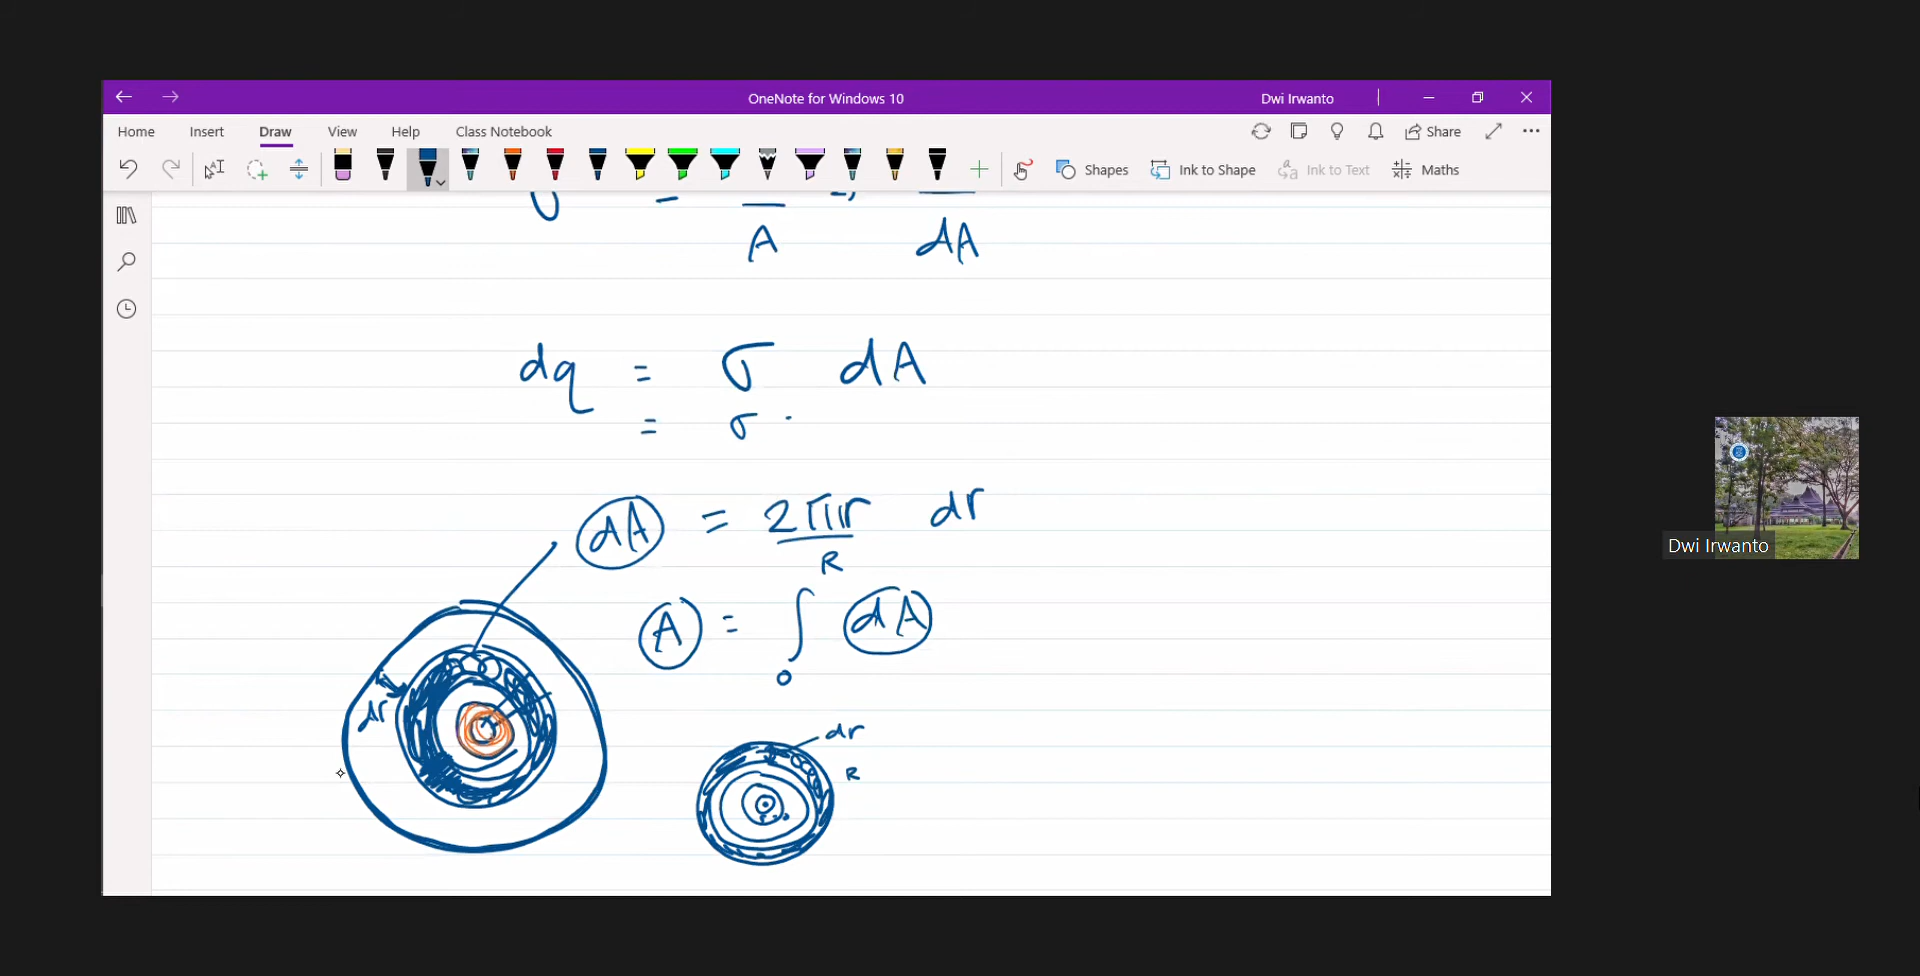 OneNote for Windows 10
Dwi Irwanto
Home Insert Draw View Help Class Notebook
Share
Shapes Ink to Shape Ink to Text Maths
σ = — A dA
dq = σ dA
= σ ·
dA = 2πr dr
R
A = ∫ dA
0
dr
dr
R
Dwi Irwanto